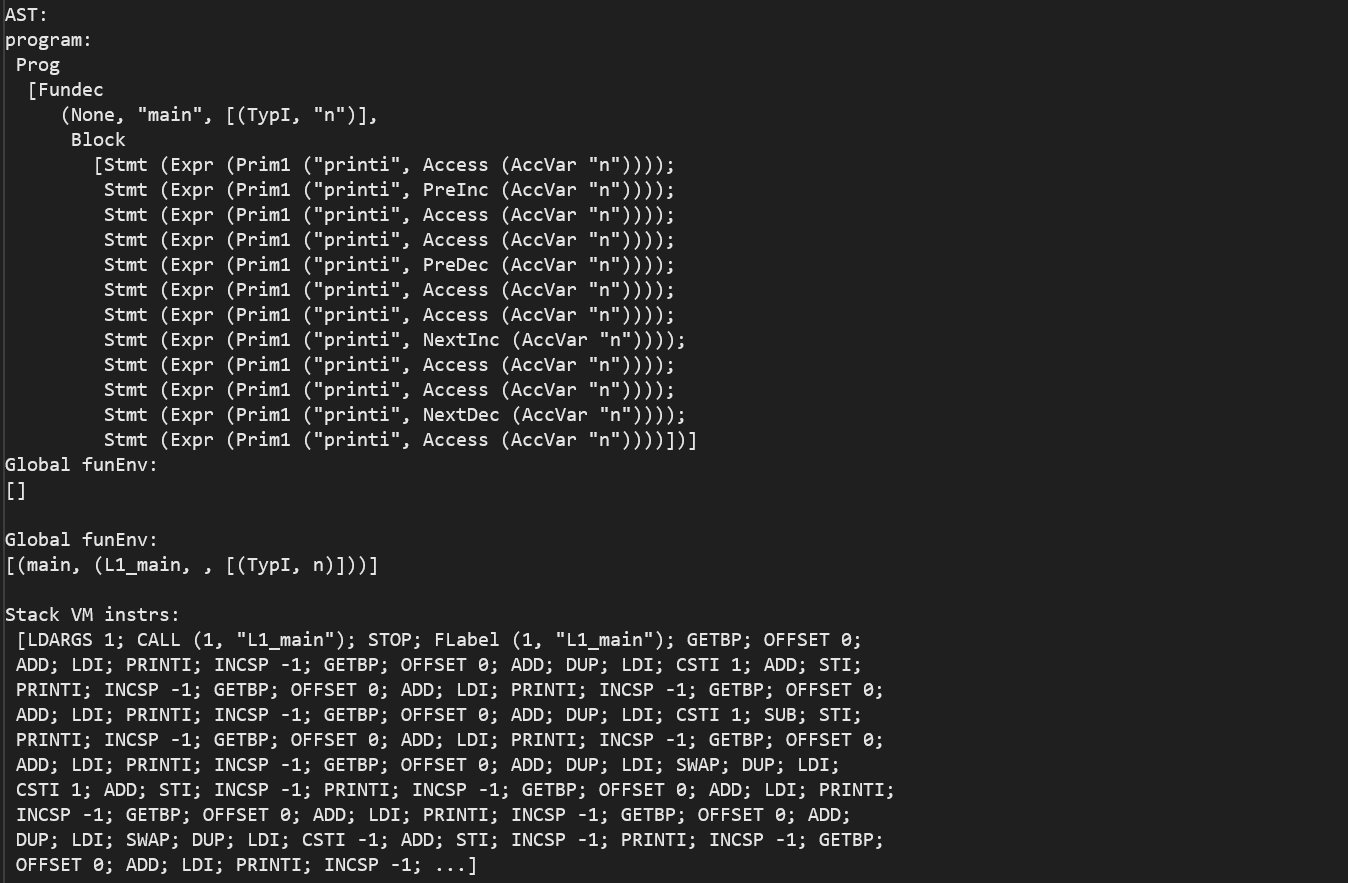 AST:
program:
 Prog
  [Fundec
     (None, "main", [(TypI, "n")],
      Block
        [Stmt (Expr (Prim1 ("printi", Access (AccVar "n"))));
         Stmt (Expr (Prim1 ("printi", PreInc (AccVar "n"))));
         Stmt (Expr (Prim1 ("printi", Access (AccVar "n"))));
         Stmt (Expr (Prim1 ("printi", Access (AccVar "n"))));
         Stmt (Expr (Prim1 ("printi", PreDec (AccVar "n"))));
         Stmt (Expr (Prim1 ("printi", Access (AccVar "n"))));
         Stmt (Expr (Prim1 ("printi", Access (AccVar "n"))));
         Stmt (Expr (Prim1 ("printi", NextInc (AccVar "n"))));
         Stmt (Expr (Prim1 ("printi", Access (AccVar "n"))));
         Stmt (Expr (Prim1 ("printi", Access (AccVar "n"))));
         Stmt (Expr (Prim1 ("printi", NextDec (AccVar "n"))));
         Stmt (Expr (Prim1 ("printi", Access (AccVar "n"))))])]
Global funEnv:
[]

Global funEnv:
[(main, (L1_main, , [(TypI, n)]))]

Stack VM instrs:
 [LDARGS 1; CALL (1, "L1_main"); STOP; FLabel (1, "L1_main"); GETBP; OFFSET 0;
 ADD; LDI; PRINTI; INCSP -1; GETBP; OFFSET 0; ADD; DUP; LDI; CSTI 1; ADD; STI;
 PRINTI; INCSP -1; GETBP; OFFSET 0; ADD; LDI; PRINTI; INCSP -1; GETBP; OFFSET 0;
 ADD; LDI; PRINTI; INCSP -1; GETBP; OFFSET 0; ADD; DUP; LDI; CSTI 1; SUB; STI;
 PRINTI; INCSP -1; GETBP; OFFSET 0; ADD; LDI; PRINTI; INCSP -1; GETBP; OFFSET 0;
 ADD; LDI; PRINTI; INCSP -1; GETBP; OFFSET 0; ADD; DUP; LDI; SWAP; DUP; LDI;
 CSTI 1; ADD; STI; INCSP -1; PRINTI; INCSP -1; GETBP; OFFSET 0; ADD; LDI; PRINTI;
 INCSP -1; GETBP; OFFSET 0; ADD; LDI; PRINTI; INCSP -1; GETBP; OFFSET 0; ADD;
 DUP; LDI; SWAP; DUP; LDI; CSTI -1; ADD; STI; INCSP -1; PRINTI; INCSP -1; GETBP;
 OFFSET 0; ADD; LDI; PRINTI; INCSP -1; ...]